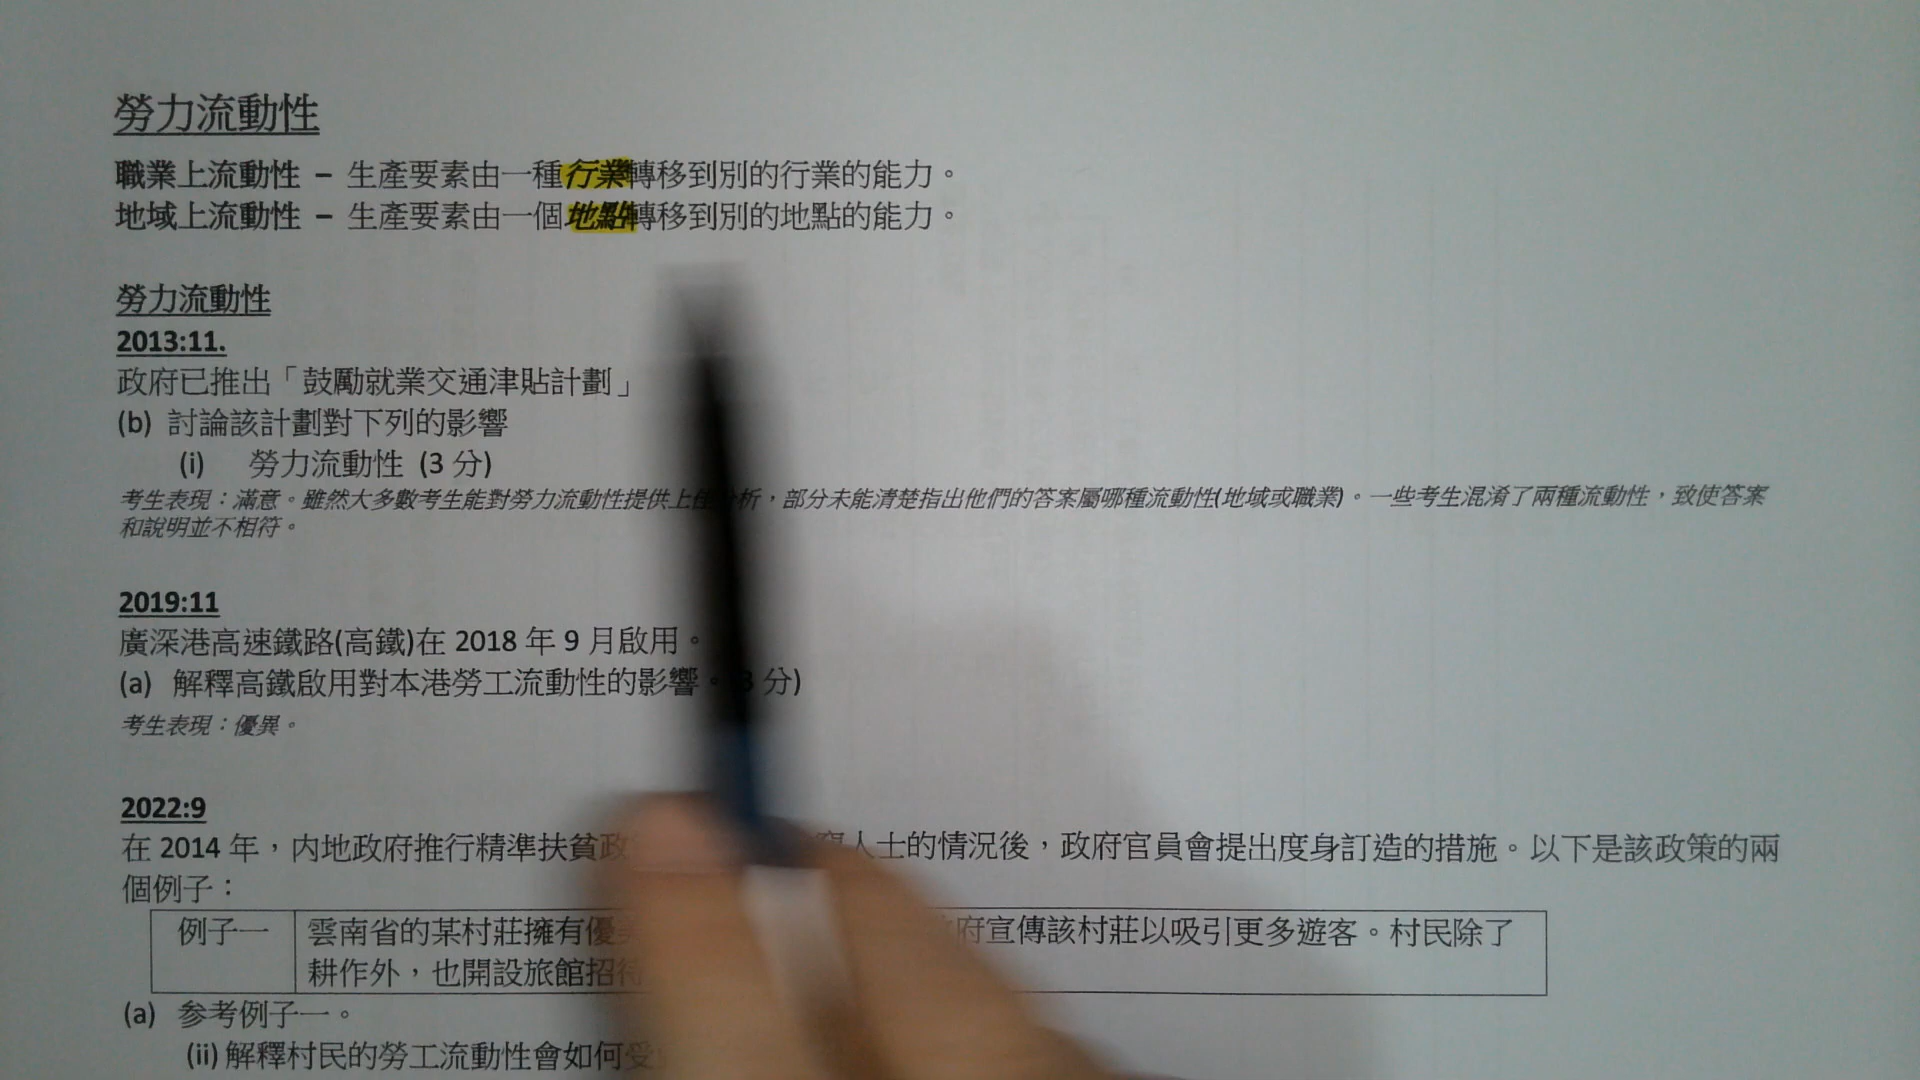 勞力流動性
職業上流動性 – 生產要素由一種行業轉移到別的行業的能力。
地域上流動性 – 生產要素由一個地點轉移到別的地點的能力。
勞力流動性
2013:11.
政府已推出「鼓勵就業交通津貼計劃」
(b) 討論該計劃對下列的影響
(i) 勞力流動性 (3 分)
考生表現：滿意。雖然大多數考生能對勞力流動性提供上佳分析，部分未能清楚指出他們的答案屬哪種流動性(地域或職業)。一些考生混淆了兩種流動性，致使答案
和說明並不相符。
2019:11
廣深港高速鐵路(高鐵)在 2018 年 9 月啟用。
(a) 解釋高鐵啟用對本港勞工流動性的影響。(3 分)
考生表現：優異。
2022:9
在 2014 年，內地政府推行精準扶貧政 人士的情況後，政府官員會提出度身訂造的措施。以下是該政策的兩
個例子：
例子一 雲南省的某村莊擁有優 府宣傳該村莊以吸引更多遊客。村民除了
耕作外，也開設旅館招待
(a) 參考例子一。
(ii) 解釋村民的勞工流動性會如何受